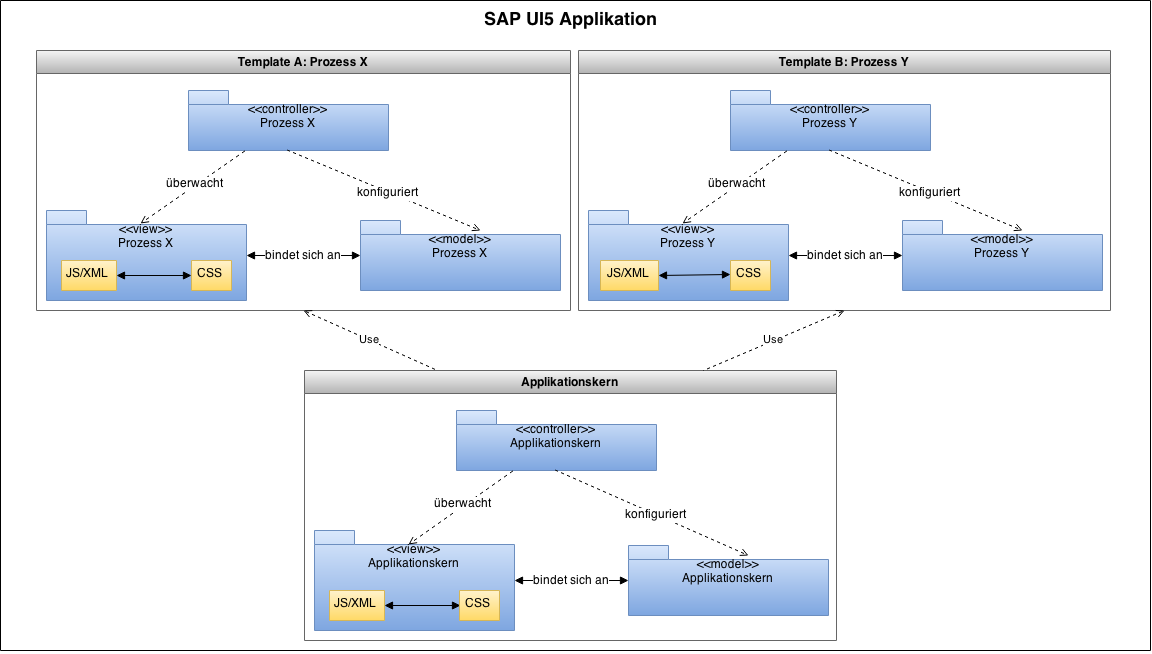 SAP UI5 Applikation
Template A: Prozess X
<<controller>>
Prozess X
überwacht
konfiguriert
<<view>>
Prozess X
JS/XML
CSS
bindet sich an
<<model>>
Prozess X
Template B: Prozess Y
<<controller>>
Prozess Y
überwacht
konfiguriert
<<view>>
Prozess Y
JS/XML
CSS
bindet sich an
<<model>>
Prozess Y
Use
Use
Applikationskern
<<controller>>
Applikationskern
überwacht
konfiguriert
<<view>>
Applikationskern
JS/XML
CSS
bindet sich an
<<model>>
Applikationskern